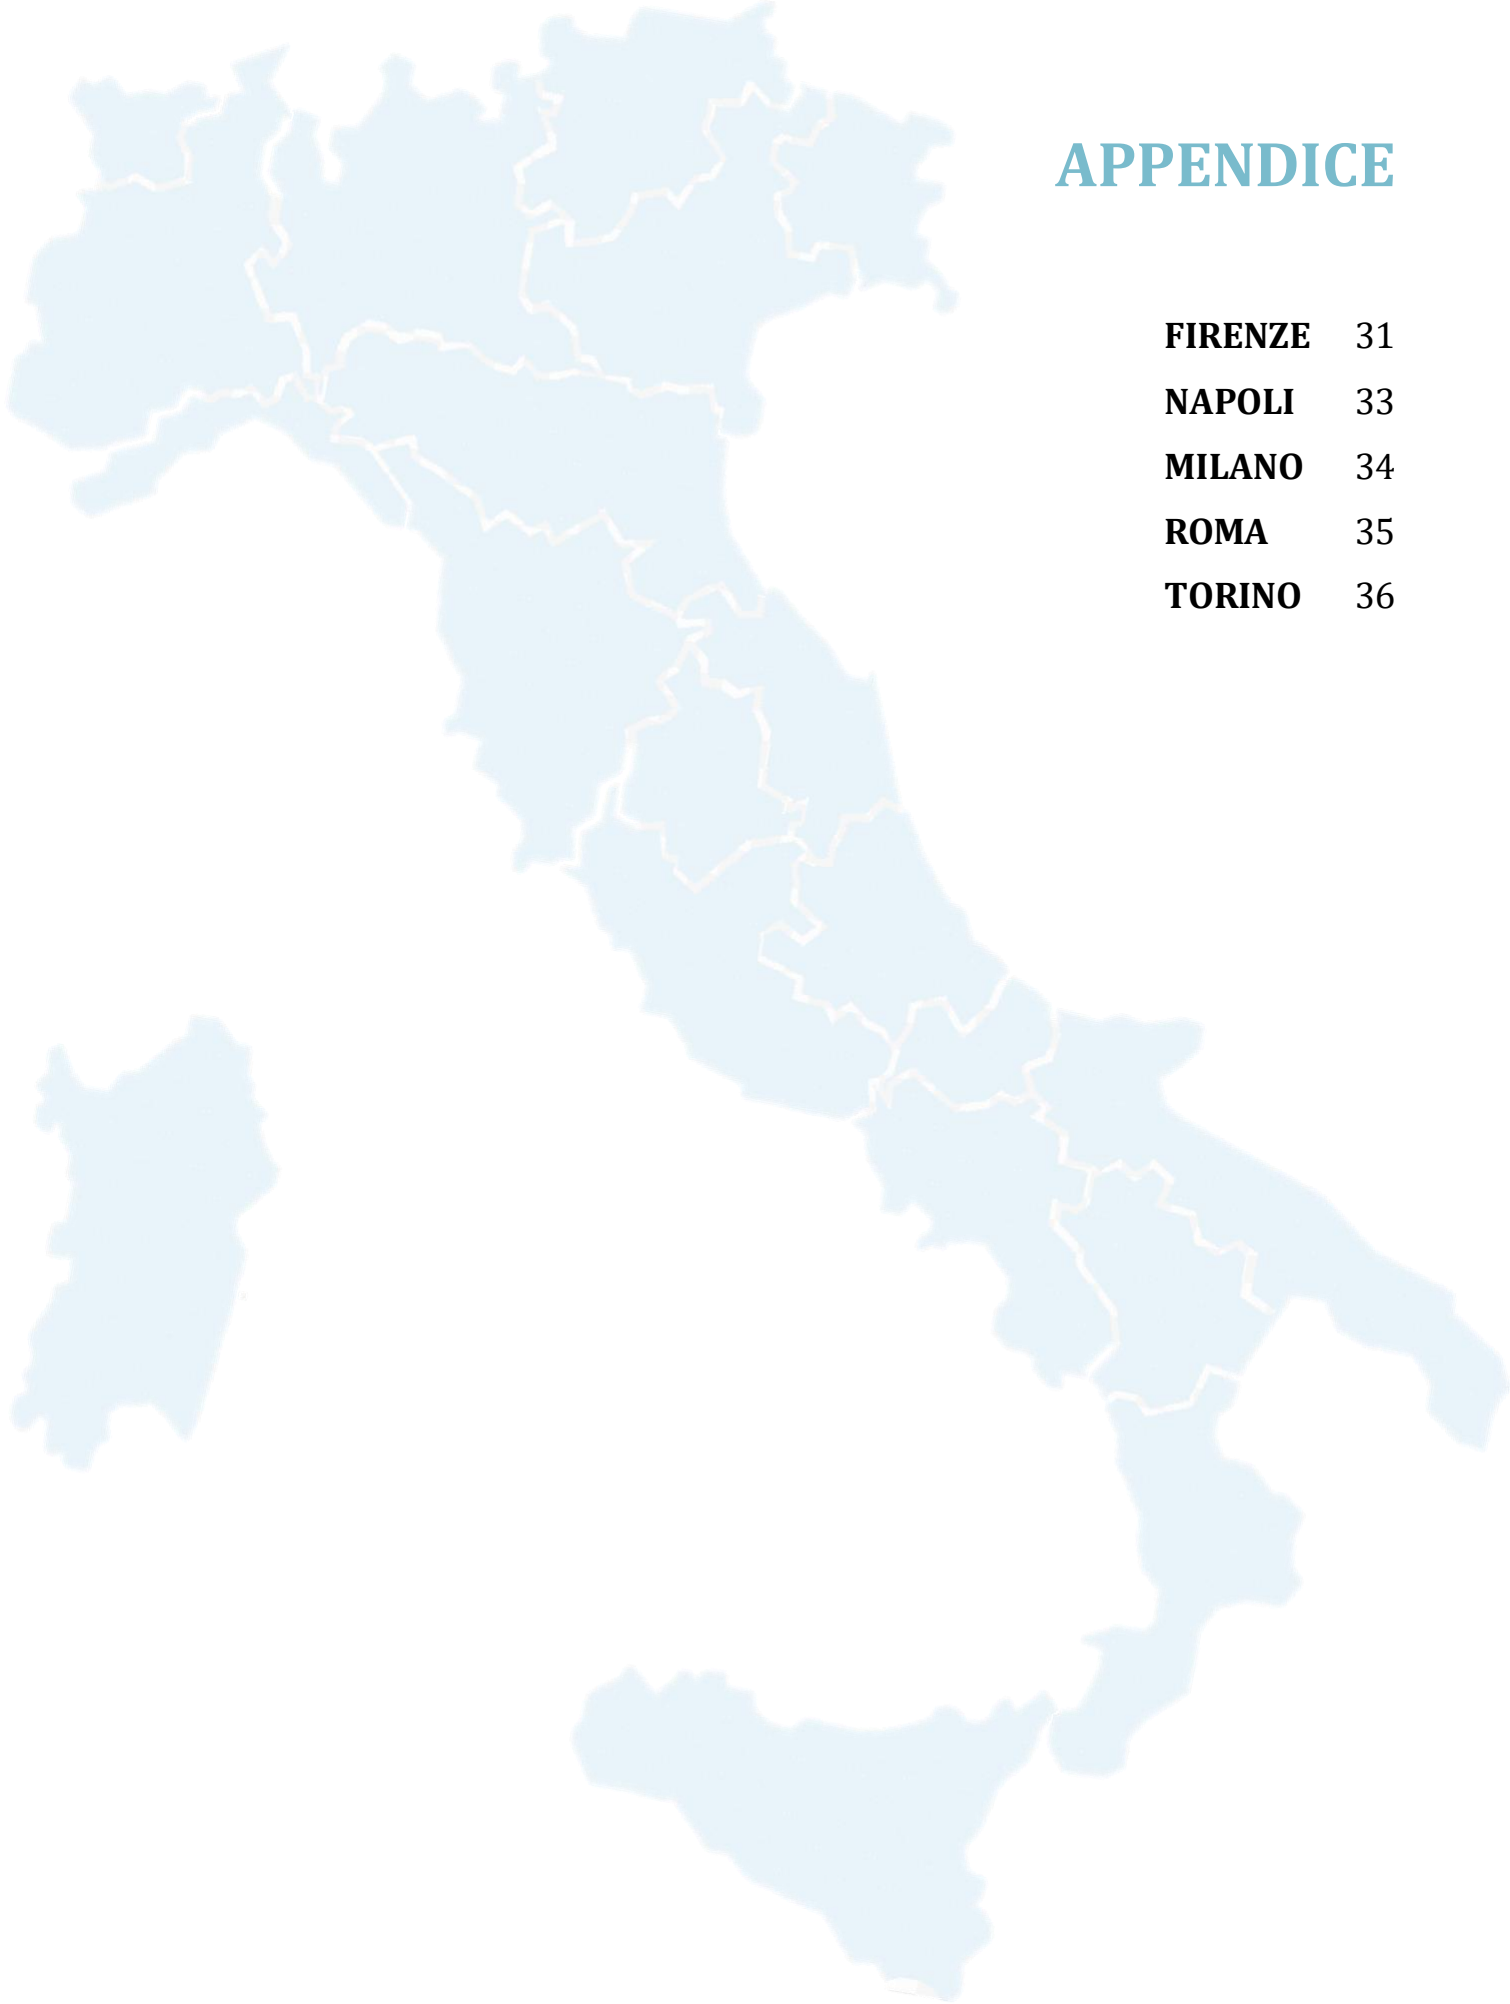 APPENDICE
FIRENZE 31
NAPOLI 33
MILANO 34
ROMA 35
TORINO 36